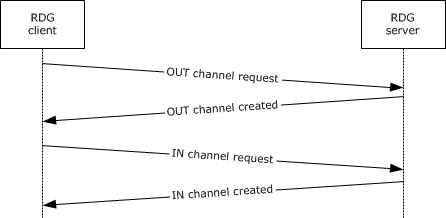 RDG
client
RDG
server
OUT channel request
OUT channel created
IN channel request
IN channel created